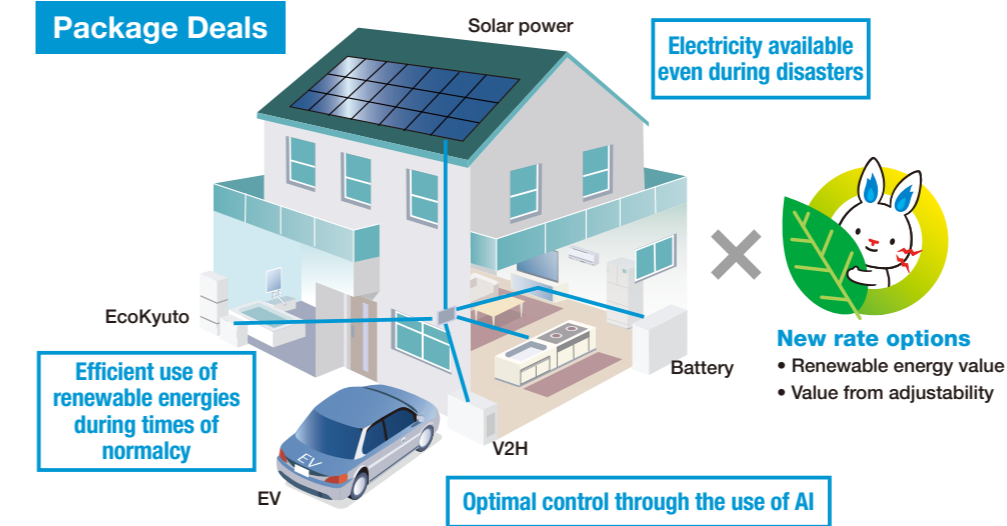 Package Deals
Solar power
Electricity available
even during disasters
EcoKyuto
Efficient use of
renewable energies
during times of
normalcy
EV
EV
V2H
Battery
Optimal control through the use of AI
New rate options
• Renewable energy value
• Value from adjustability